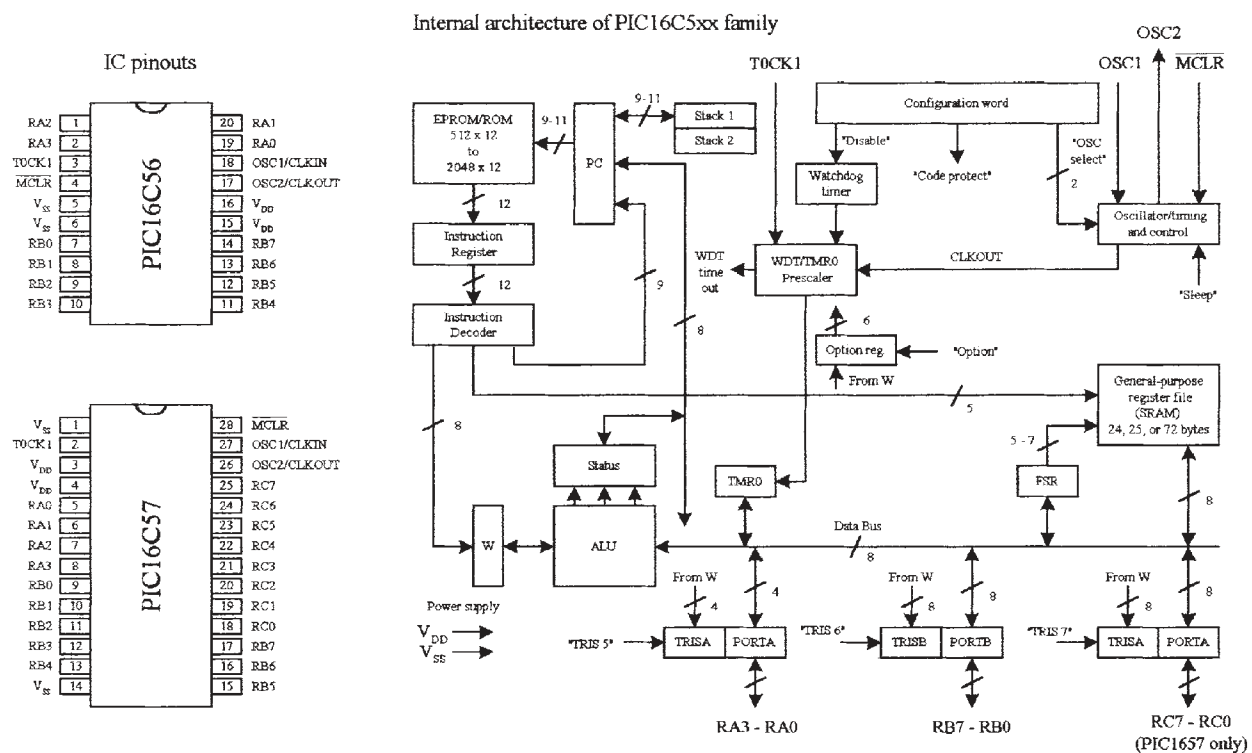 Internal architecture of PIC16C5xx family
IC pinouts
PIC16C56
RA2 1
RA3 2
T0CK1 3
MCLR 4
VSS 5
VSS 6
RB0 7
RB1 8
RB2 9
RB3 10
20 RA1
19 RA0
18 OSC1/CLKIN
17 OSC2/CLKOUT
16 VDD
15 VDD
14 RB7
13 RB6
12 RB5
11 RB4
PIC16C57
VSS 1
T0CK1 2
VDD 3
VDD 4
RA0 5
RA1 6
RA2 7
RA3 8
RB0 9
RB1 10
RB2 11
RB3 12
RB4 13
VSS 14
28 MCLR
27 OSC1/CLKIN
26 OSC2/CLKOUT
25 RC7
24 RC6
23 RC5
22 RC4
21 RC3
20 RC2
19 RC1
18 RC0
17 RB7
16 RB6
15 RB5
T0CK1
OSC1
OSC2
MCLR
EPROM/ROM
512 x 12
to
2048 x 12
9-11
PC
9-11
Stack 1
Stack 2
Configuration word
"Disable"
Watchdog
timer
"Code protect"
"OSC
select"
2
Oscillator/timing
and control
12
Instruction
Register
12
Instruction
Decoder
9
8
WDT
time
out
WDT/TMR0
Prescaler
CLKOUT
"Sleep"
6
Option reg.
"Option"
From W
5
General-purpose
register file
(SRAM)
24, 25, or 72 bytes
8
Status
TMR0
5 - 7
FSR
8
W
ALU
Data Bus
8
Power supply
VDD
VSS
From W
4
4
"TRIS 5"
TRISA
PORTA
RA3 - RA0
From W
8
8
"TRIS 6"
TRISB
PORTB
RB7 - RB0
From W
8
8
"TRIS 7"
TRISA
PORTA
RC7 - RC0
(PIC1657 only)